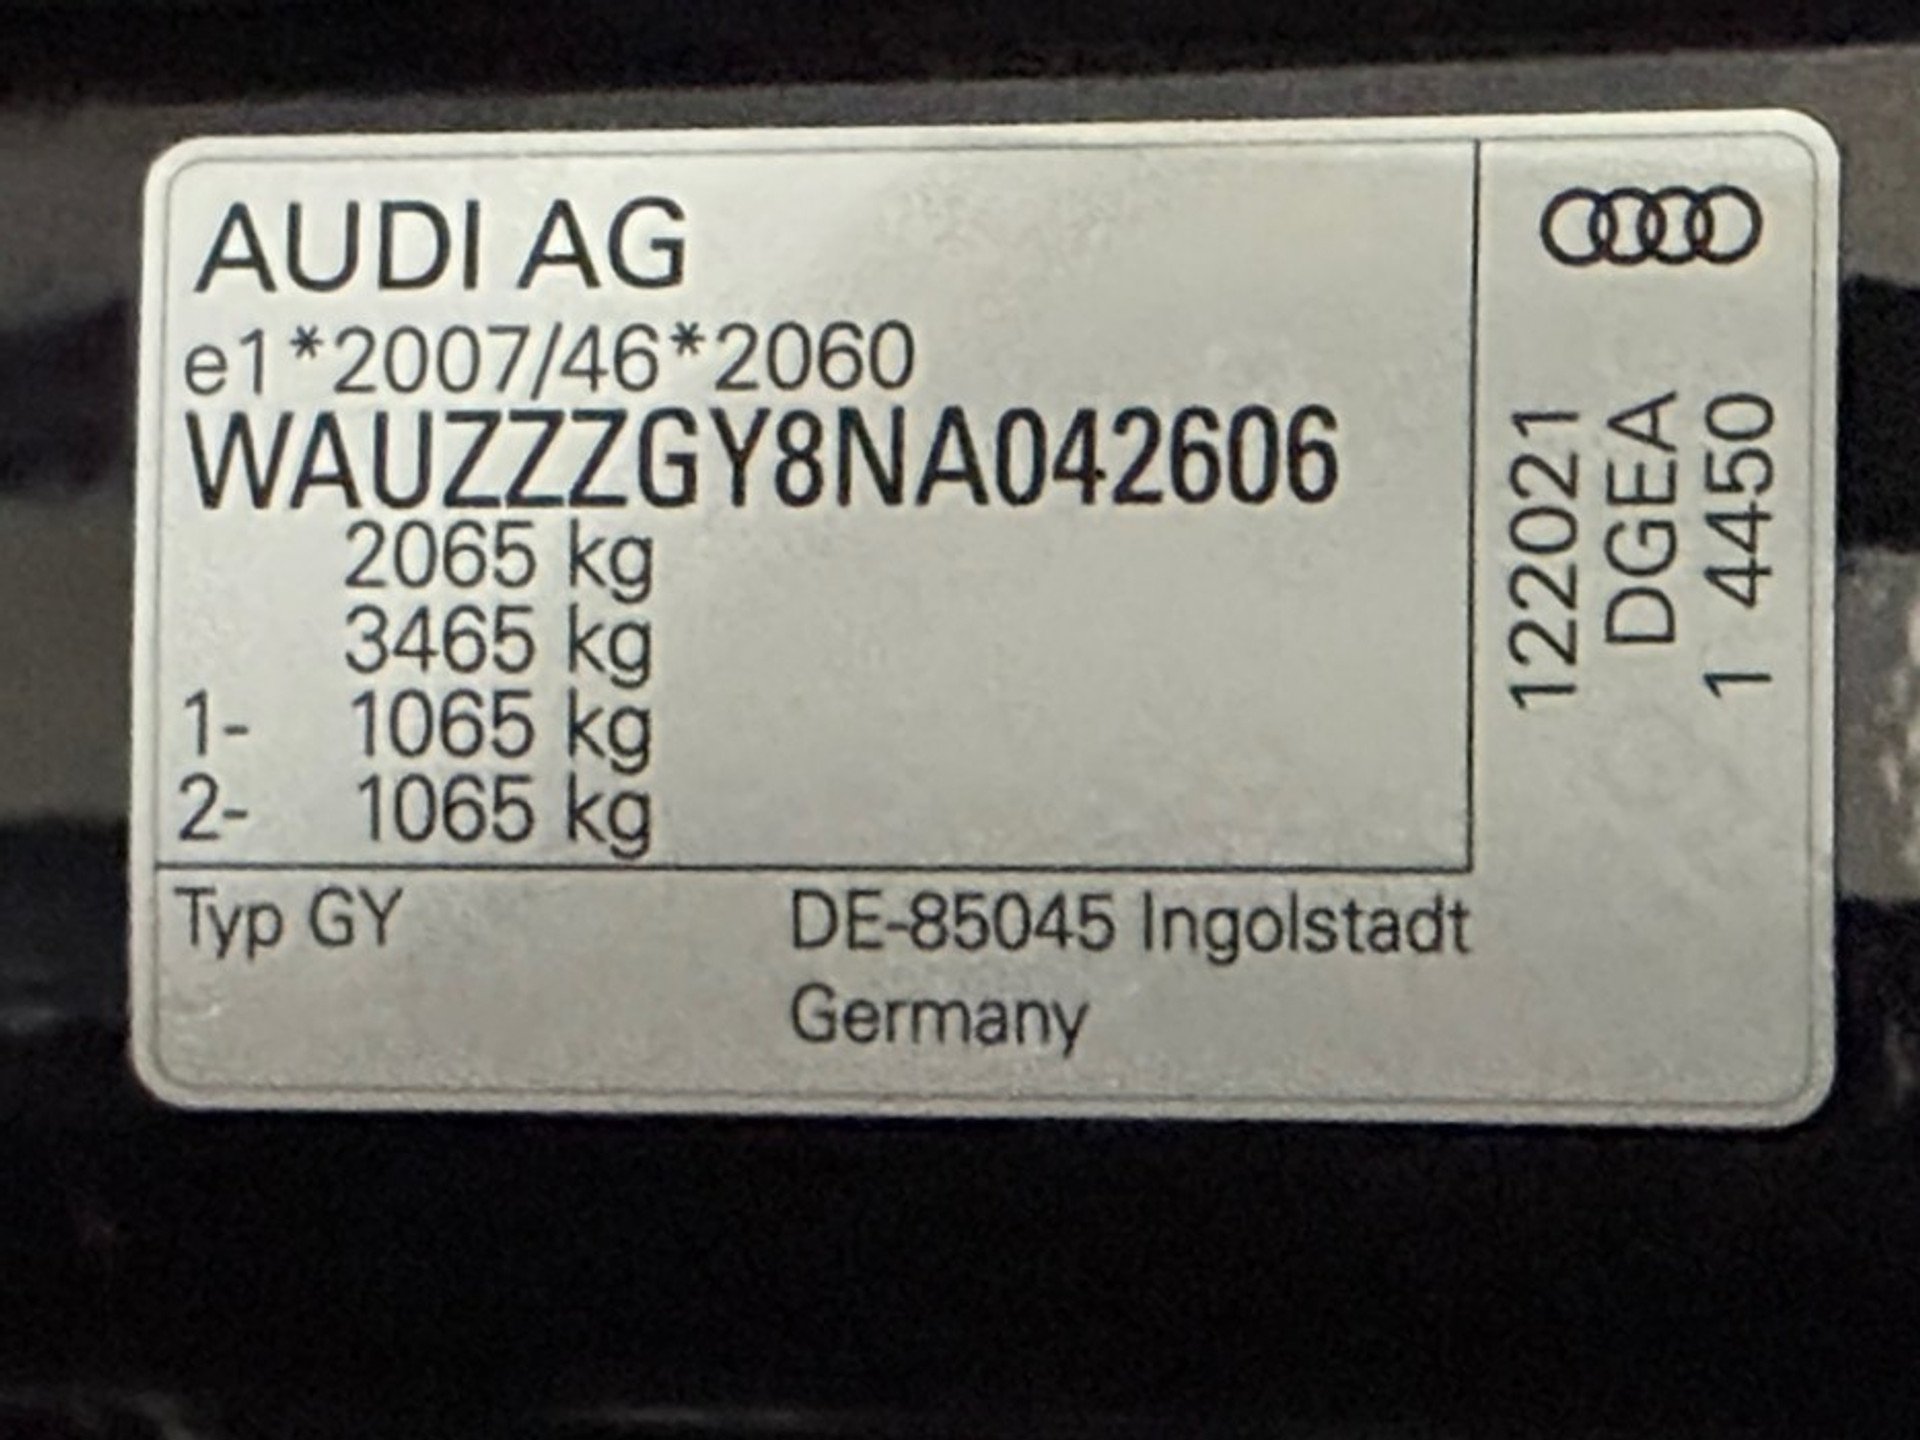 AUDI AG
e1*2007/46*2060
WAUZZZGY8NA042606
2065 kg
3465 kg
1- 1065 kg
2- 1065 kg
Typ GY
DE-85045 Ingolstadt
Germany
122021
DGEA
1 4450